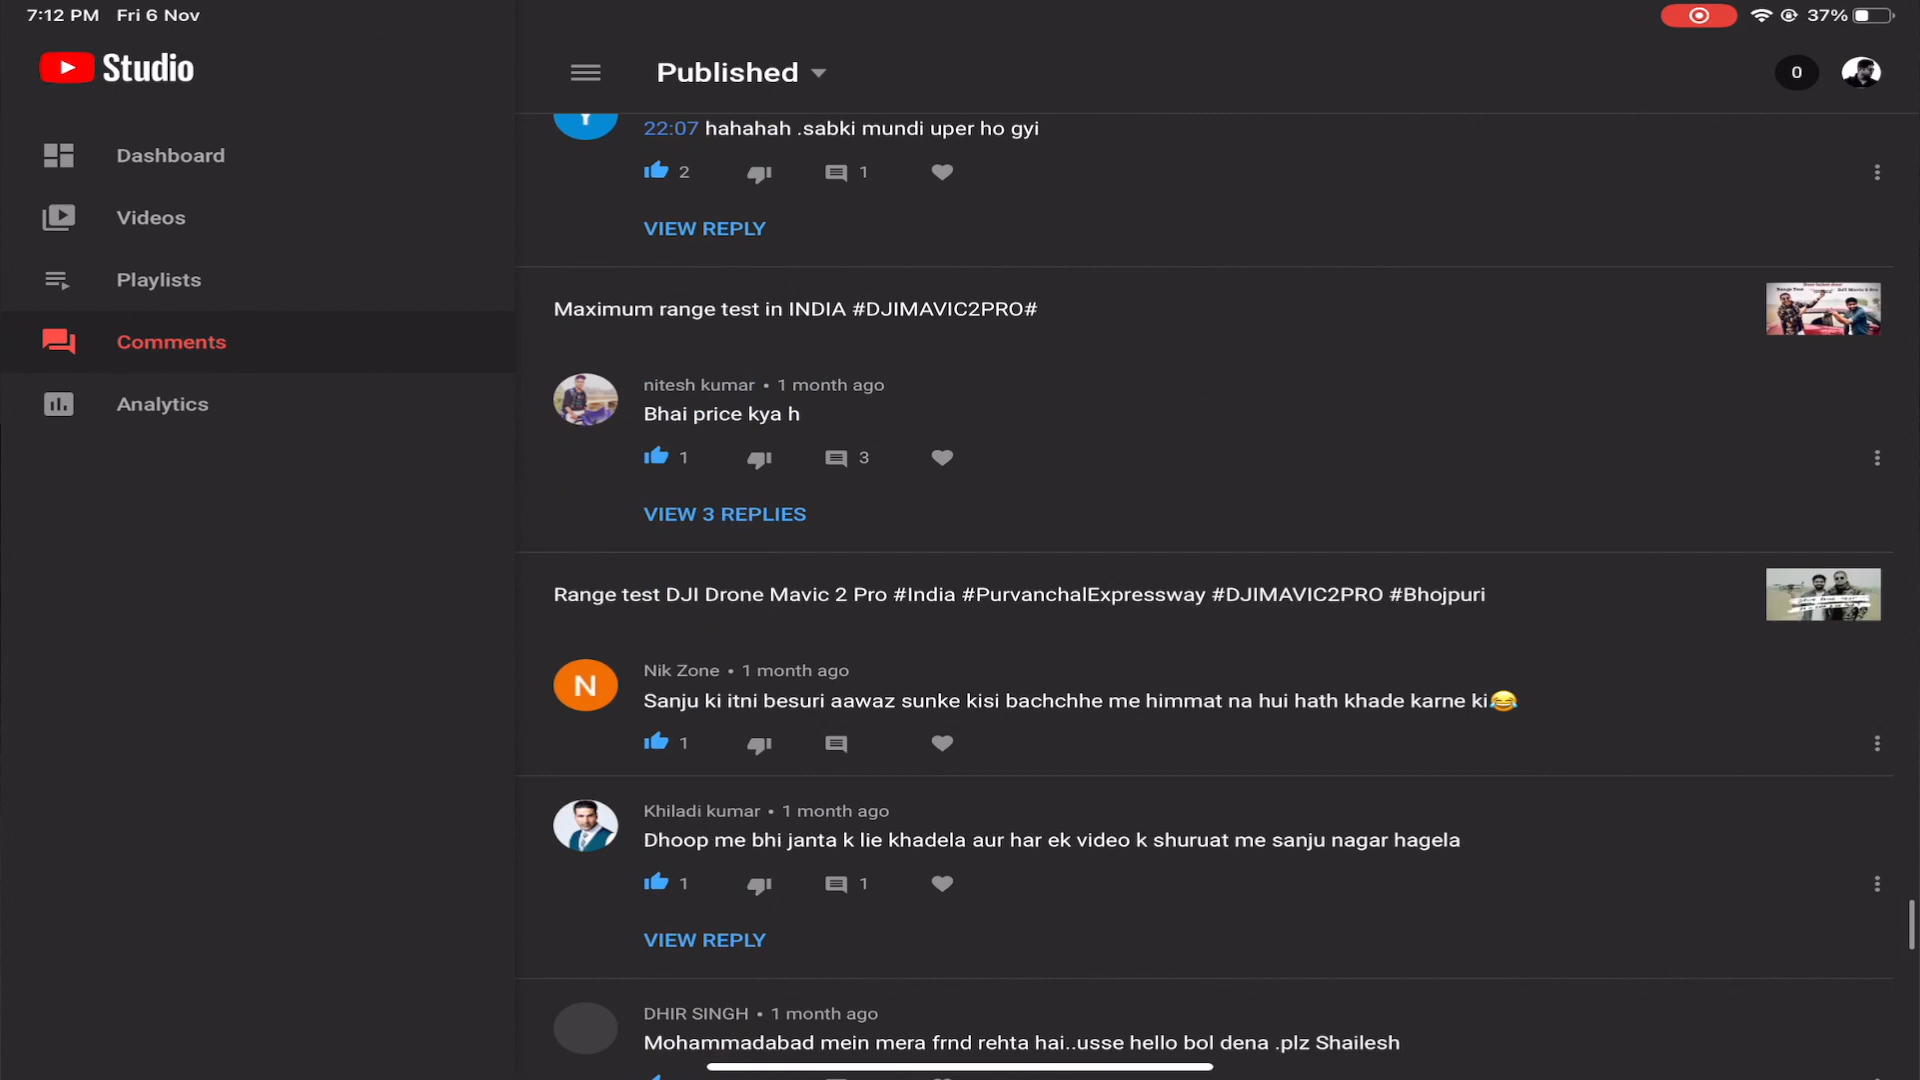 7:12 PM Fri 6 Nov
37%
Studio
Published
0
Dashboard
Videos
Playlists
Comments
Analytics
22:07 hahahah .sabki mundi uper ho gyi
2 1
VIEW REPLY
Maximum range test in INDIA #DJIMAVIC2PRO#
nitesh kumar • 1 month ago
Bhai price kya h
1 3
VIEW 3 REPLIES
Range test DJI Drone Mavic 2 Pro #India #PurvanchalExpressway #DJIMAVIC2PRO #Bhojpuri
N
Nik Zone • 1 month ago
Sanju ki itni besuri aawaz sunke kisi bachchhe me himmat na hui hath khade karne ki😂
1
Khiladi kumar • 1 month ago
Dhoop me bhi janta k lie khadela aur har ek video k shuruat me sanju nagar hagela
1 1
VIEW REPLY
DHIR SINGH • 1 month ago
Mohammadabad mein mera frnd rehta hai..usse hello bol dena .plz Shailesh